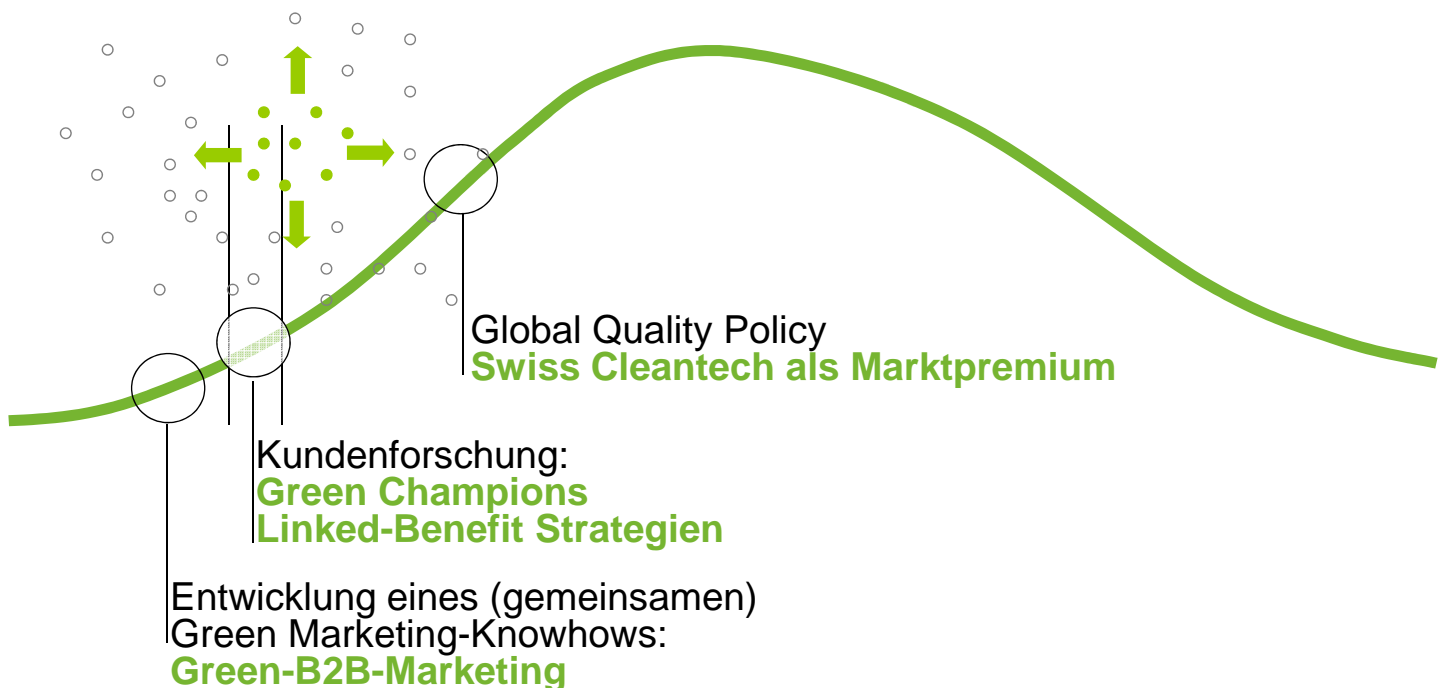 Global Quality Policy
Swiss Cleantech als Marktpremium
Kundenforschung:
Green Champions
Linked-Benefit Strategien
Entwicklung eines (gemeinsamen)
Green Marketing-Knowhows:
Green-B2B-Marketing